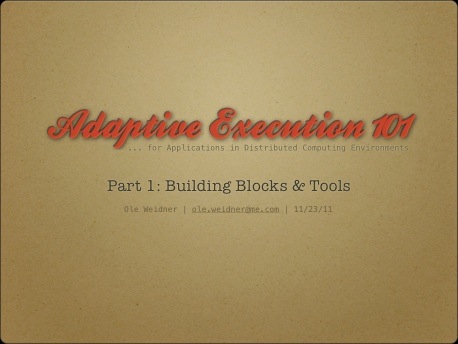 Adaptive Execution 101
... for Applications in Distributed Computing Environments
Part 1: Building Blocks & Tools
Ole Weidner | ole.weidner@me.com | 11/23/11